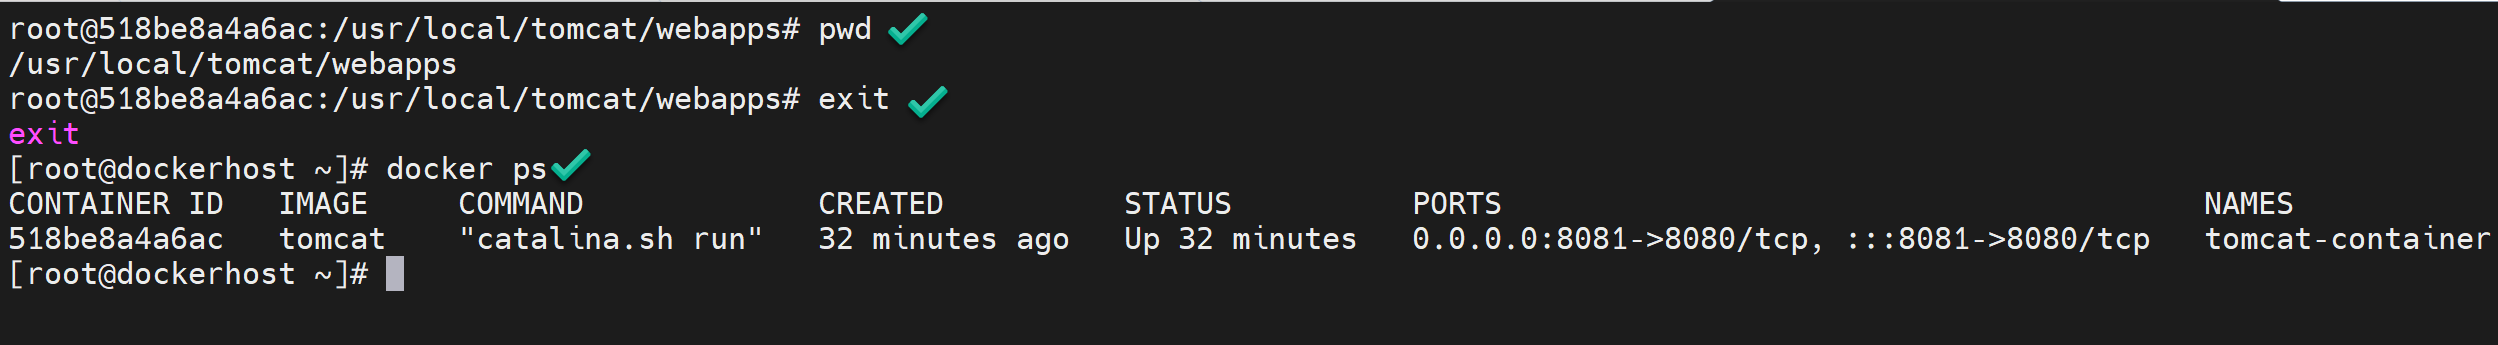 root@518be8a4a6ac:/usr/local/tomcat/webapps# pwd
/usr/local/tomcat/webapps
root@518be8a4a6ac:/usr/local/tomcat/webapps# exit
exit
[root@dockerhost ~]# docker ps
CONTAINER ID   IMAGE     COMMAND             CREATED          STATUS          PORTS                                       NAMES
518be8a4a6ac   tomcat    "catalina.sh run"   32 minutes ago   Up 32 minutes   0.0.0.0:8081->8080/tcp, :::8081->8080/tcp   tomcat-container
[root@dockerhost ~]#